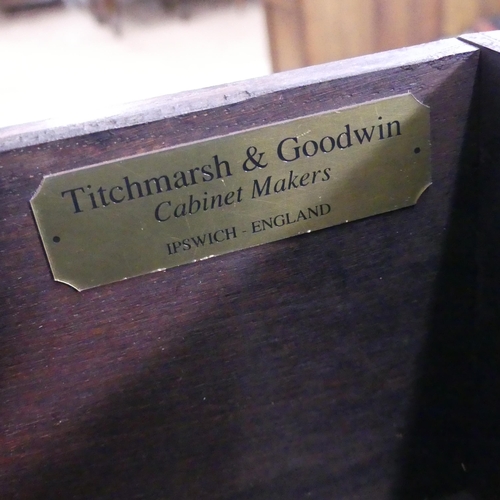 Titchmarsh & Goodwin
Cabinet Makers
IPSWICH - ENGLAND